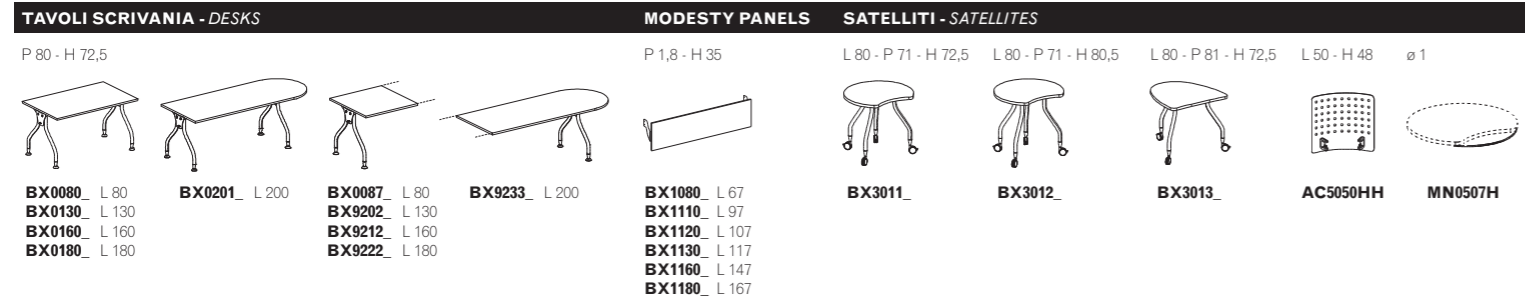 TAVOLI SCRIVANIA - DESKS
P 80 - H 72,5
BX0080_ L 80
BX0130_ L 130
BX0160_ L 160
BX0180_ L 180
BX0201_ L 200
BX0087_ L 80
BX9202_ L 130
BX9212_ L 160
BX9222_ L 180
BX9233_ L 200
MODESTY PANELS
P 1,8 - H 35
BX1080_ L 67
BX1110_ L 97
BX1120_ L 107
BX1130_ L 117
BX1160_ L 147
BX1180_ L 167
SATELLITI - SATELLITES
L 80 - P 71 - H 72,5
BX3011_
L 80 - P 71 - H 80,5
BX3012_
L 80 - P 81 - H 72,5
BX3013_
L 50 - H 48
AC5050HH
ø 1
MN0507H